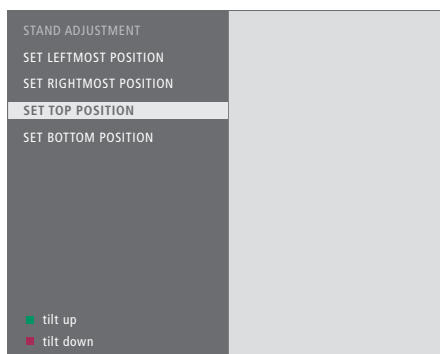 STAND ADJUSTMENT
SET LEFTMOST POSITION
SET RIGHTMOST POSITION
SET TOP POSITION
SET BOTTOM POSITION
tilt up
tilt down